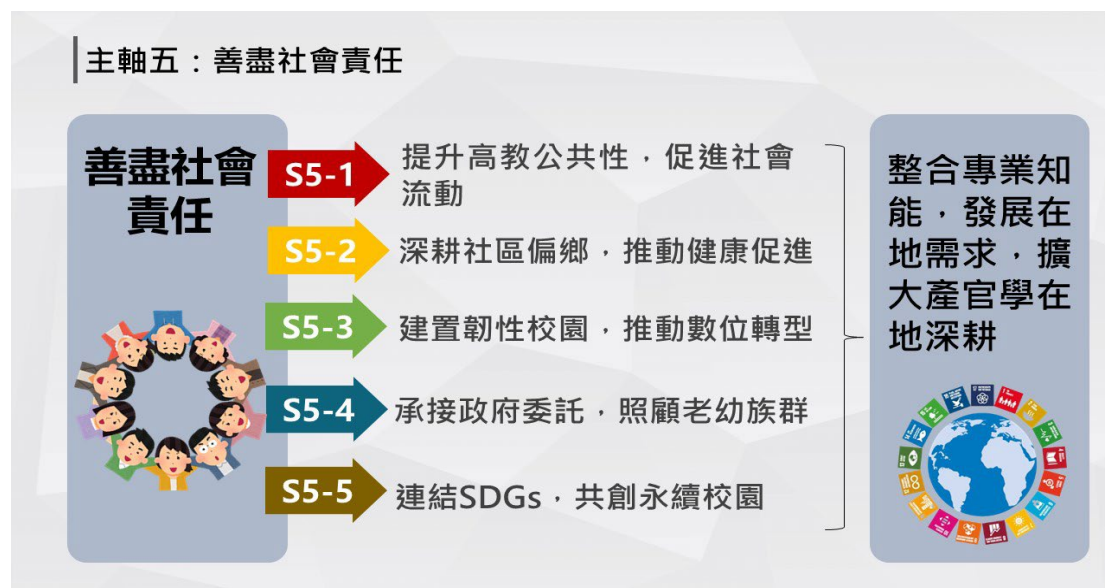 主軸五：善盡社會責任
善盡社會
責任
S5-1
提升高教公共性，促進社會
流動
S5-2
深耕社區偏鄉，推動健康促進
S5-3
建置韌性校園，推動數位轉型
S5-4
承接政府委託，照顧老幼族群
S5-5
連結SDGs，共創永續校園
整合專業知
能，發展在
地需求，擴
大產官學在
地深耕